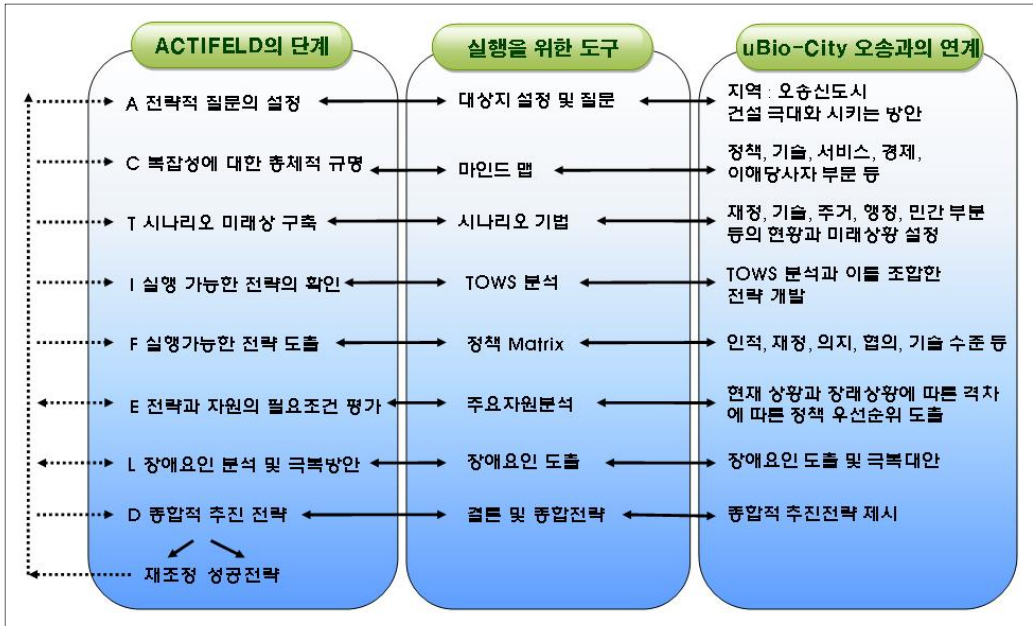 ACTIFELD의 단계
실행을 위한 도구
uBio-City 오송과의 연계
A 전략적 질문의 설정
대상지 설정 및 질문
지역 : 오송신도시
건설 극대화 시키는 방안
C 복잡성에 대한 총체적 규명
마인드 맵
정책, 기술, 서비스, 경제,
이해당사자 부문 등
T 시나리오 미래상 구축
시나리오 기법
재정, 기술, 주거, 행정, 민간 부분
등의 현황과 미래상황 설정
I 실행 가능한 전략의 확인
TOWS 분석
TOWS 분석과 이들 조합한
전략 개발
F 실행가능한 전략 도출
정책 Matrix
인적, 재정, 의지, 협의, 기술 수준 등
E 전략과 자원의 필요조건 평가
주요자원분석
현재 상황과 장래상황에 따른 격차
에 따른 정책 우선순위 도출
L 장애요인 분석 및 극복방안
장애요인 도출
장애요인 도출 및 극복대안
D 종합적 추진 전략
결론 및 종합전략
종합적 추진전략 제시
재조정 성공전략